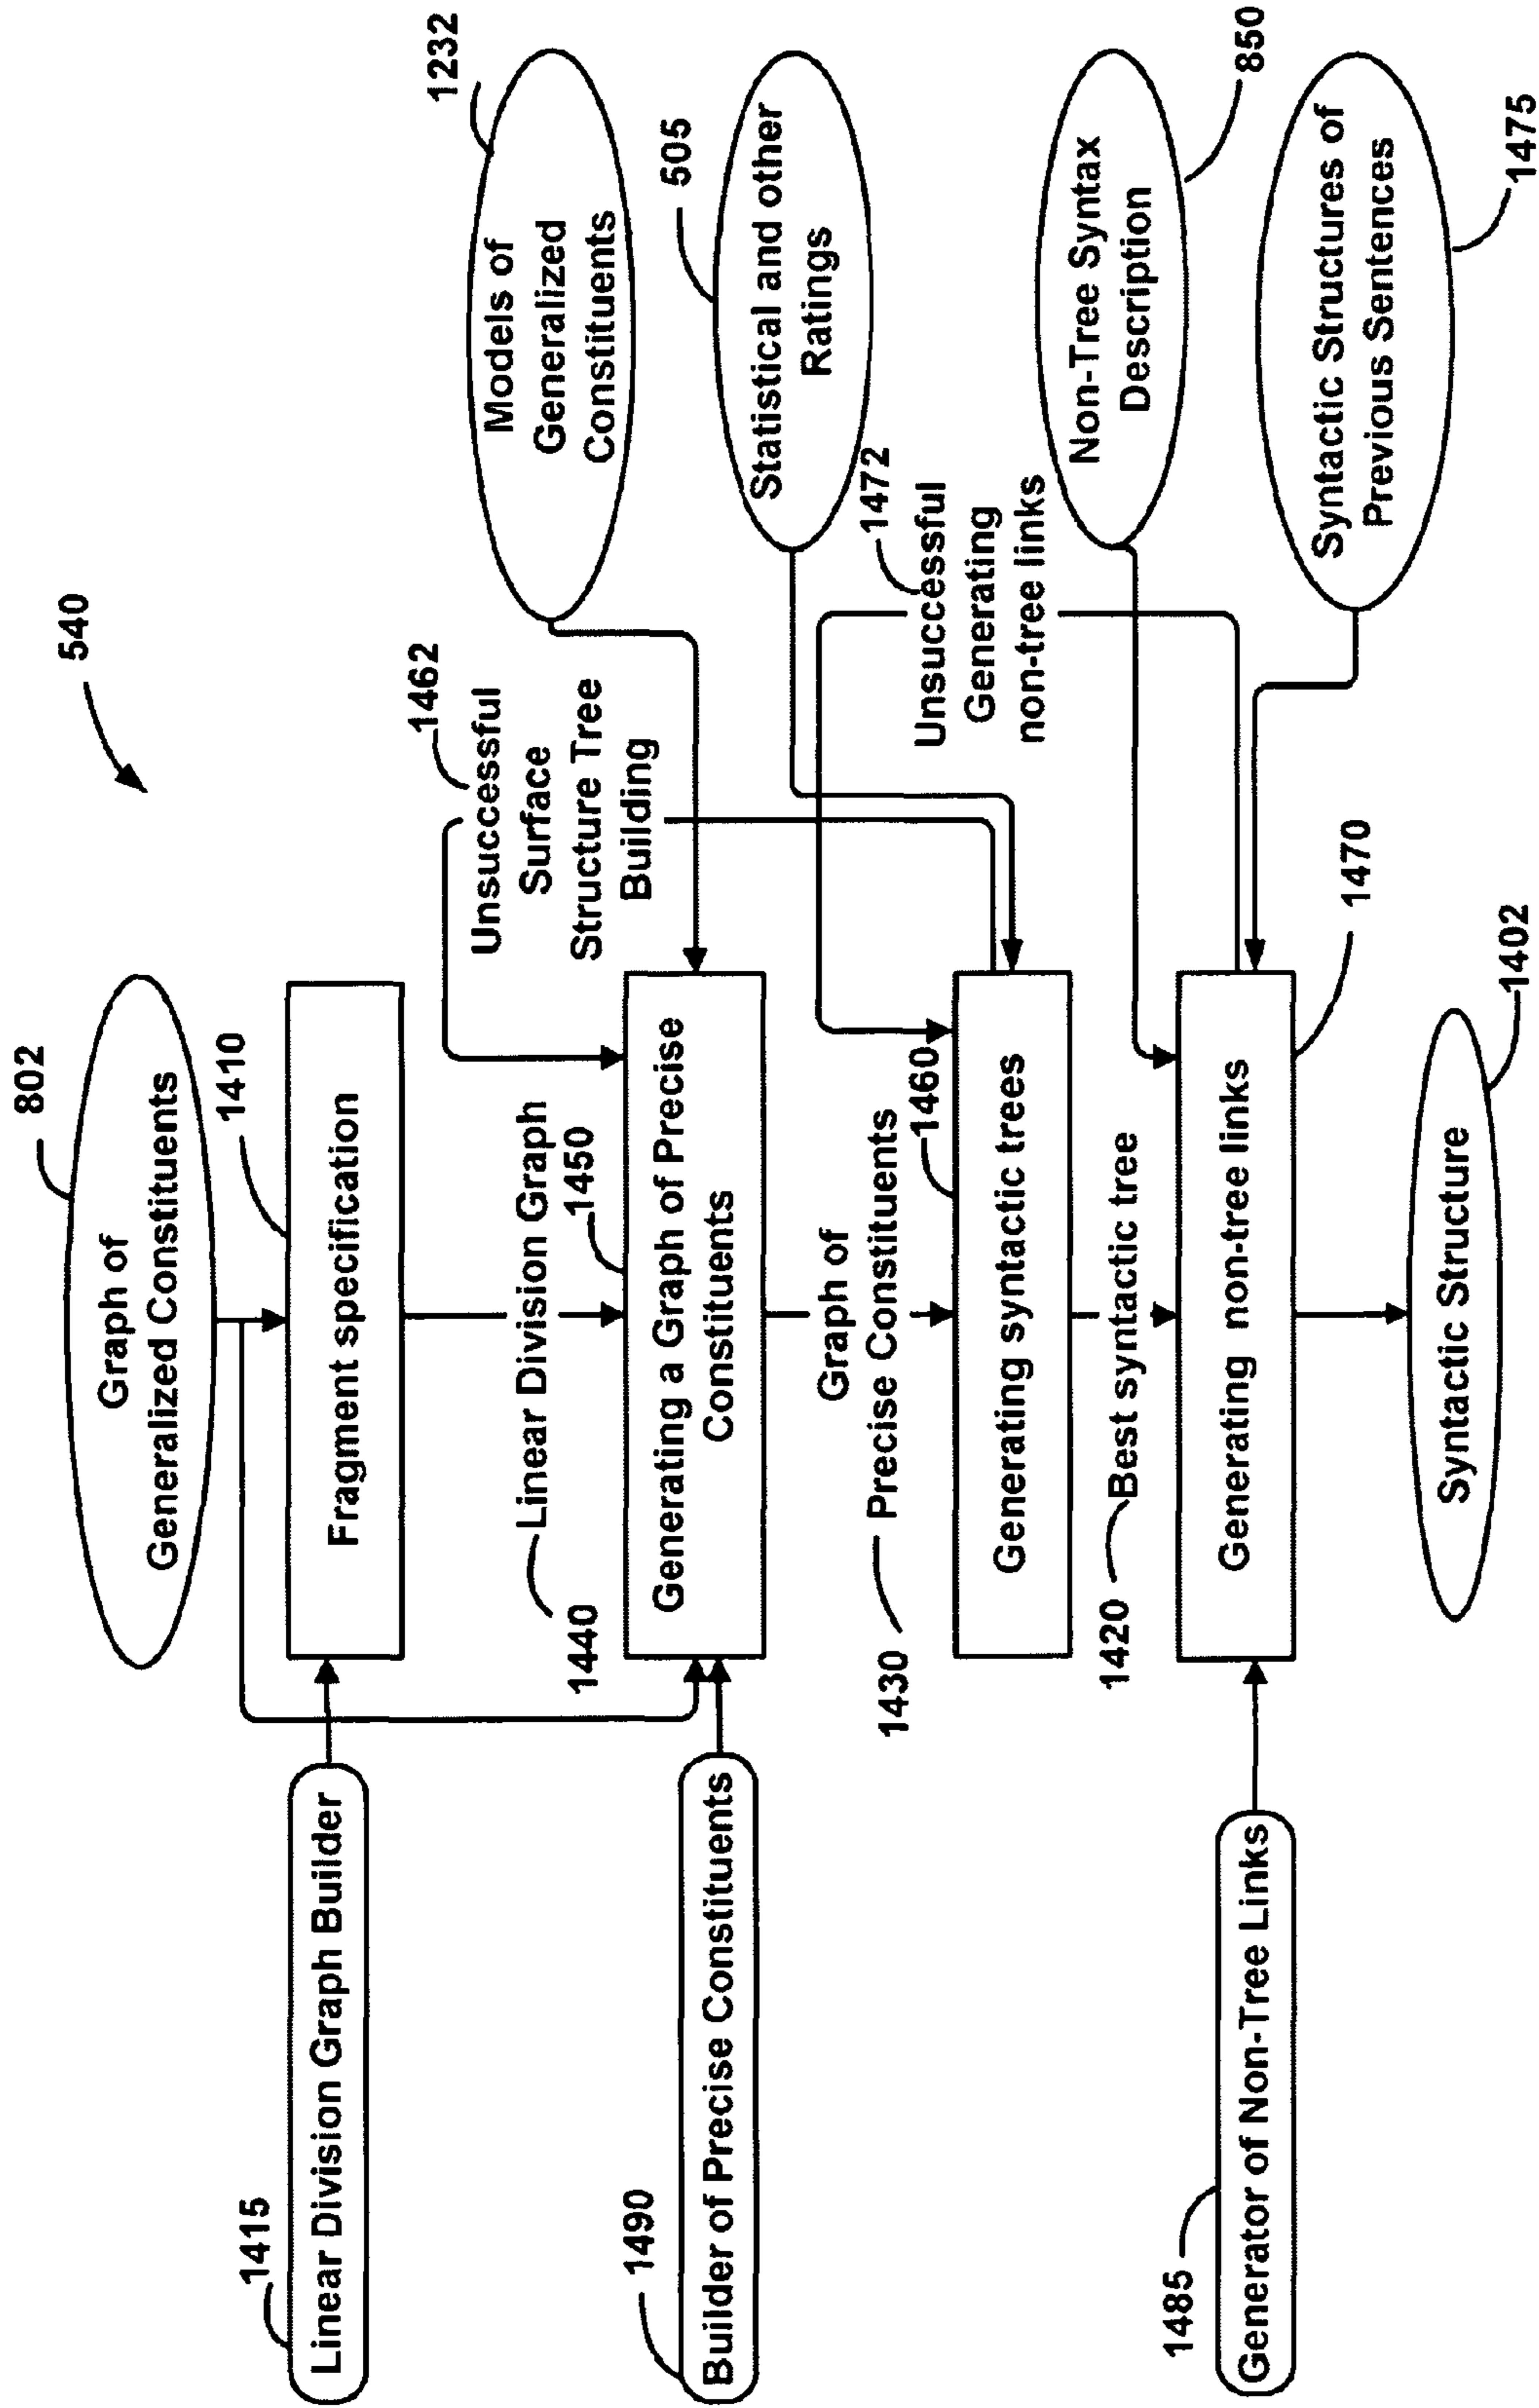 540
802
Graph of
Generalized Constituents
1415
Linear Division Graph Builder
1410
Fragment specification
1232
Models of
Generalized
Constituents
1462
Unsuccessful
Surface
Structure Tree
Building
1440
Linear Division Graph
1450
1490
Builder of Precise Constituents
Generating a Graph of Precise
Constituents
505
Statistical and other
Ratings
1472
Unsuccessful
Generating
non-tree links
Graph of
1430
Precise Constituents
1460
Generating syntactic trees
Non-Tree Syntax
Description
850
1420
Best syntactic tree
1485
Generator of Non-Tree Links
Generating non-tree links
1470
Syntactic Structures of
Previous Sentences
1475
Syntactic Structure
1402